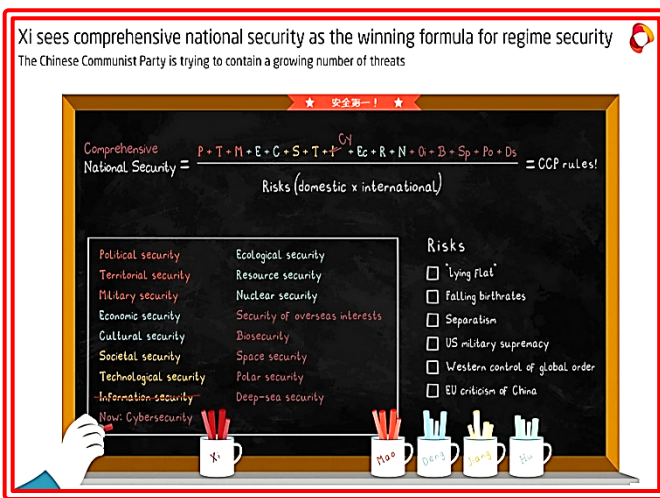 Xi sees comprehensive national security as the winning formula for regime security
The Chinese Communist Party is trying to contain a growing number of threats
安全第一！
Comprehensive
National Security =
Cy
P + T + M + E + C + S + T + I + Ec + R + N + Oi + B + Sp + Po + Ds
Risks (domestic x international)
= CCP rules!
Political security
Territorial security
Military security
Economic security
Cultural security
Societal security
Technological security
Information security
Now: Cybersecurity
Ecological security
Resource security
Nuclear security
Security of overseas interests
Biosecurity
Space security
Polar security
Deep-sea security
Risks
"Lying flat"
Falling birthrates
Separatism
US military supremacy
Western control of global order
EU criticism of China
Xi
Mao
Deng
Jiang
Hu